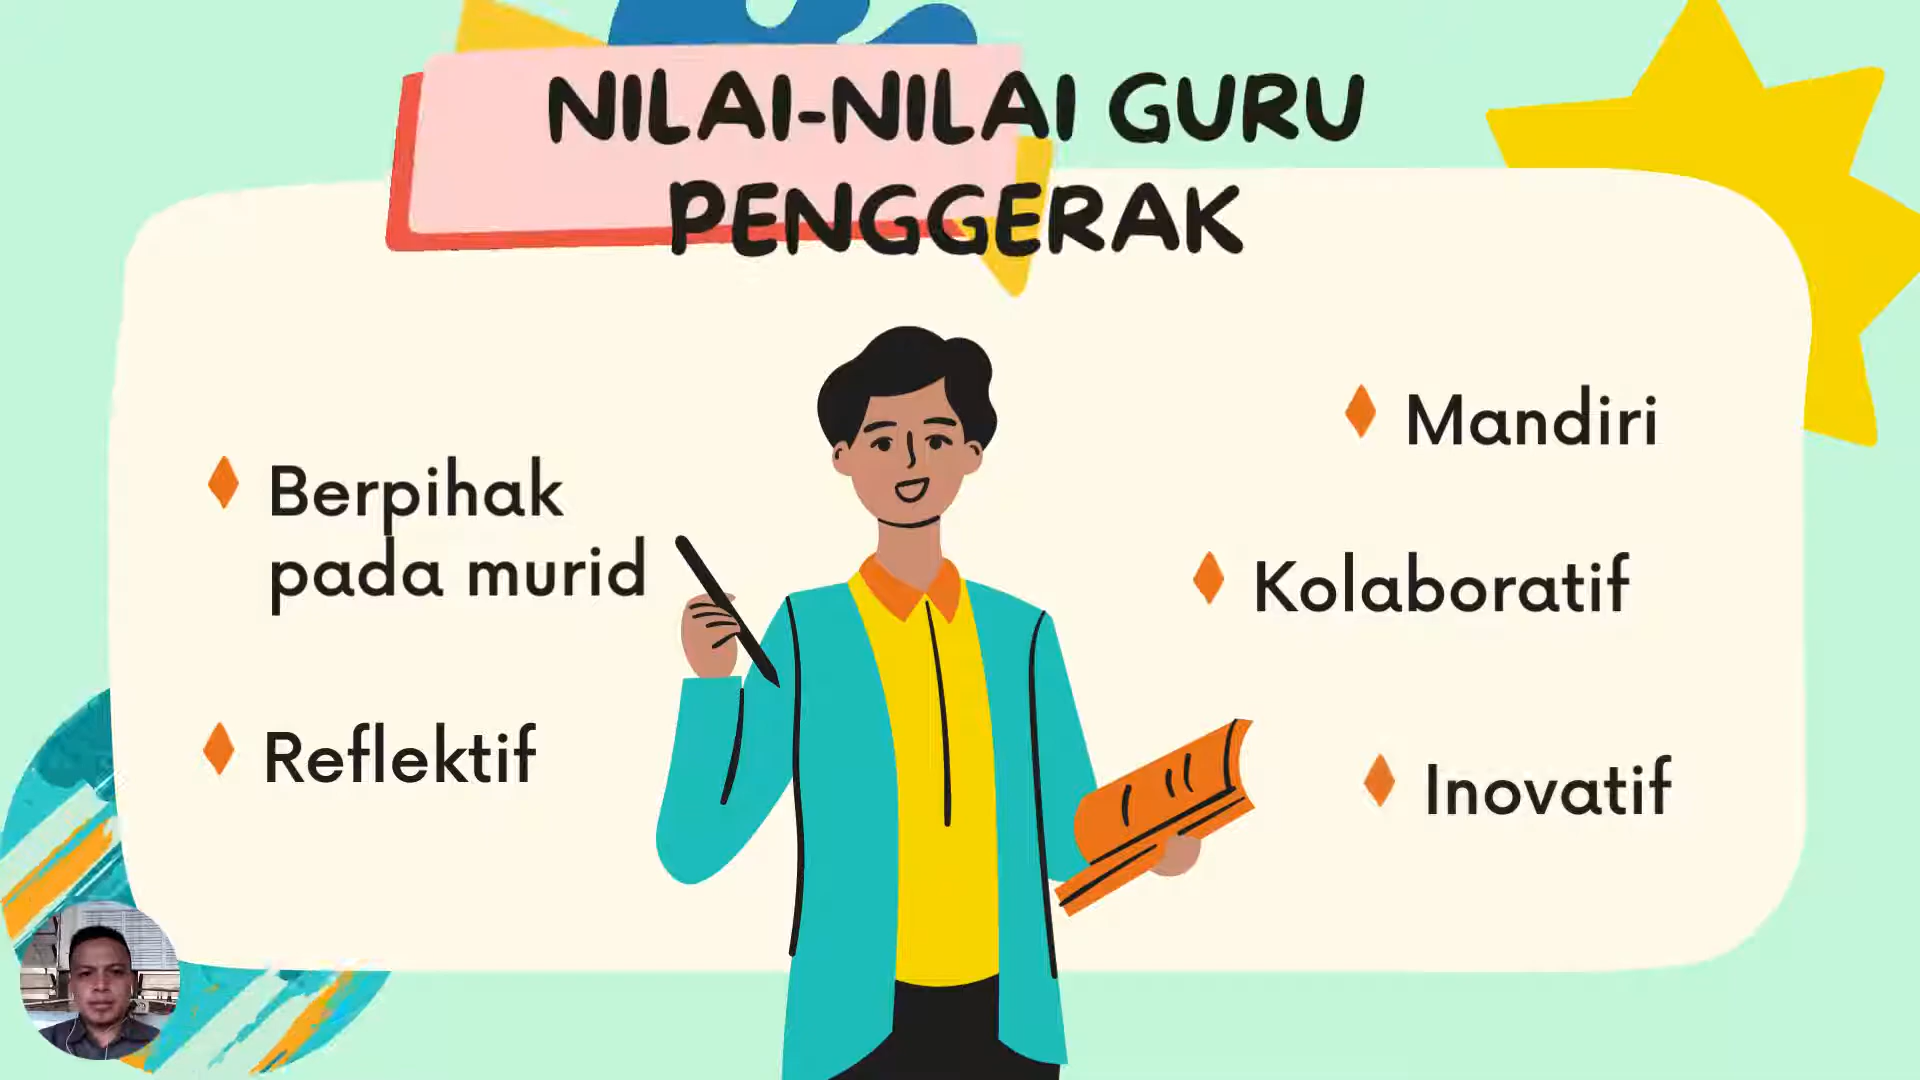 NILAI-NILAI GURU
PENGGERAK
Berpihak
pada murid
Reflektif
Mandiri
Kolaboratif
Inovatif